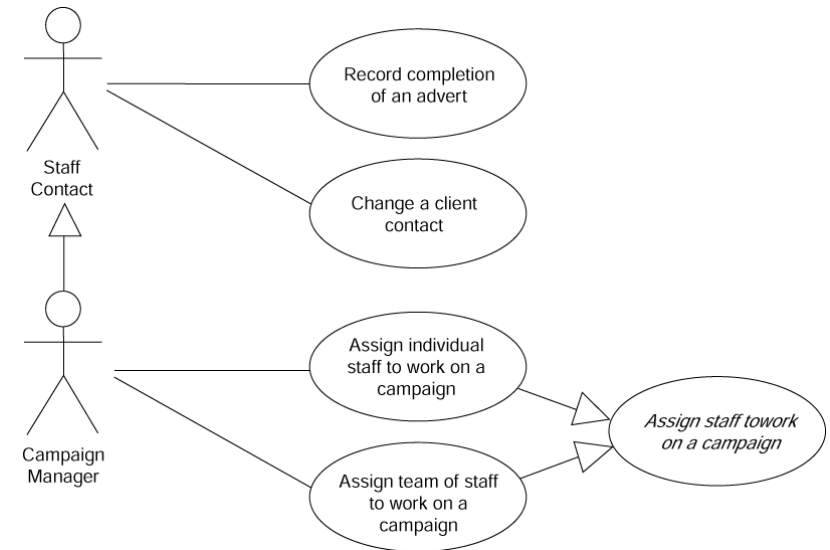 Record completion
of an advert
Staff
Contact
Change a client
contact
Assign individual
staff to work on a
campaign
Assign staff towork
on a campaign
Campaign
Manager
Assign team of staff
to work on a
campaign